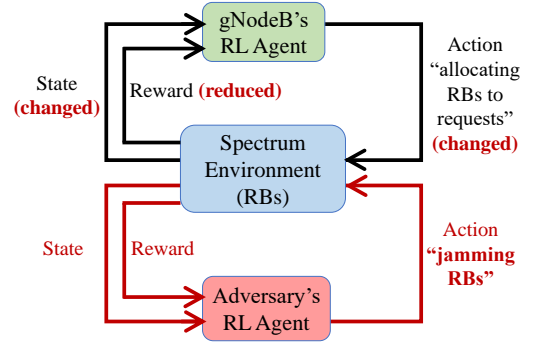 gNodeB’s
RL Agent
State
(changed)
Reward (reduced)
Action
“allocating
RBs to
requests”
(changed)
Spectrum
Environment
(RBs)
State
Reward
Action
“jamming
RBs”
Adversary’s
RL Agent